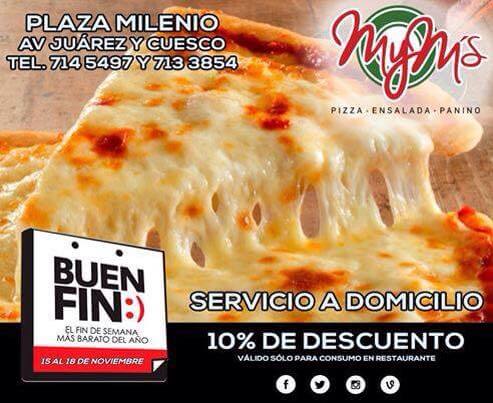 PLAZA MILENIO
AV JUÁREZ Y CUESCO
TEL. 714 5497 Y 713 3854
MyM's
PIZZA · ENSALADA · PANINO
BUEN
FIN:)
EL FIN DE SEMANA
MÁS BARATO DEL AÑO
15 AL 18 DE NOVIEMBRE
SERVICIO A DOMICILIO
10% DE DESCUENTO
VÁLIDO SÓLO PARA CONSUMO EN RESTAURANTE